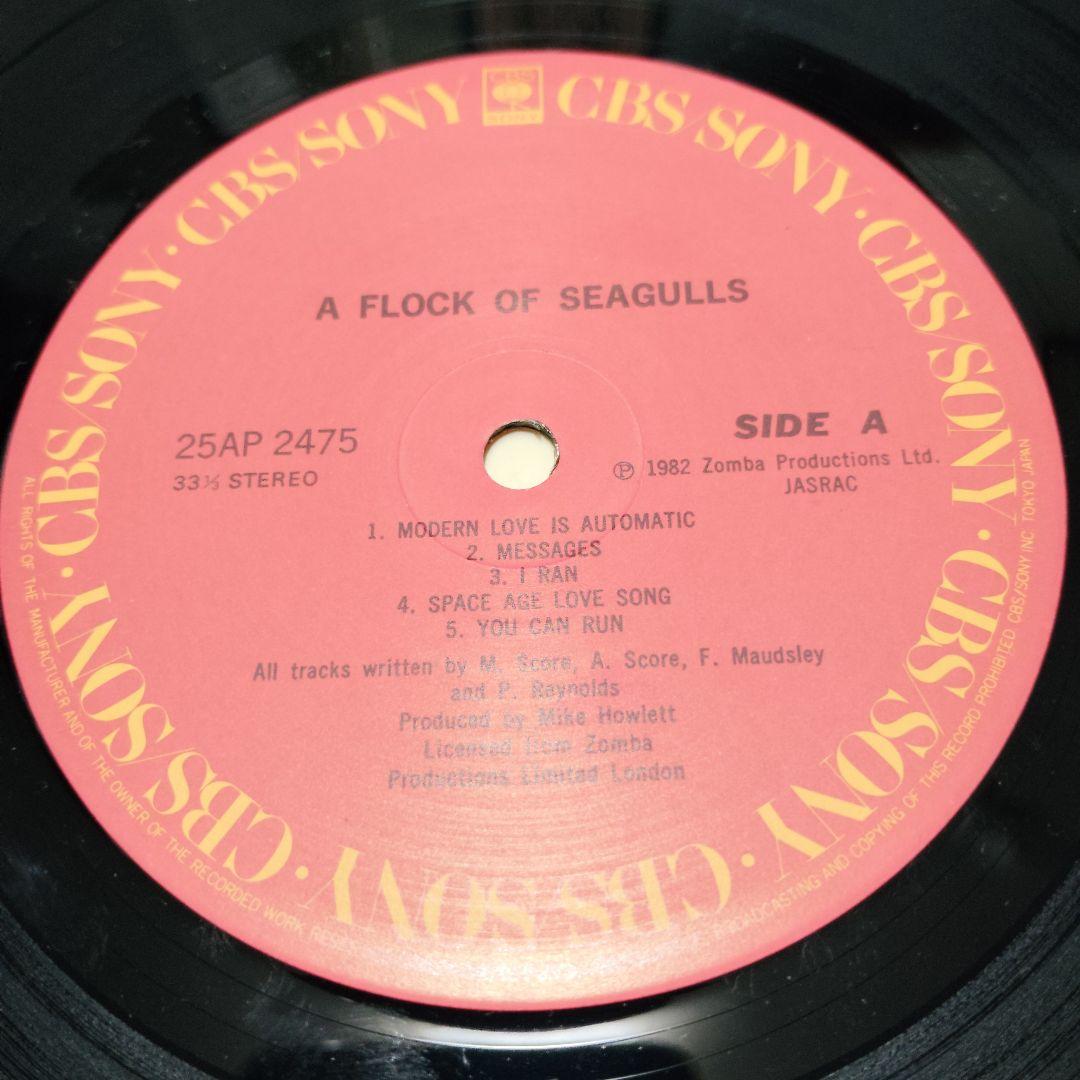 CBS
SONY
CBS/SONY · CBS/SONY · CBS/SONY · CBS/SONY · CBS/SONY · CBS/SONY · CBS/SONY · CBS/SONY
A FLOCK OF SEAGULLS
25AP 2475
33⅓ STEREO
SIDE A
Ⓟ 1982 Zomba Productions Ltd.
JASRAC
1. MODERN LOVE IS AUTOMATIC
2. MESSAGES
3. I RAN
4. SPACE AGE LOVE SONG
5. YOU CAN RUN
All tracks written by M. Score, A. Score, F. Maudsley
and P. Reynolds
Produced by Mike Howlett
Licensed from Zomba
Productions Limited London
ALL RIGHTS OF THE MANUFACTURER AND OF THE OWNER OF THE RECORDED WORK BROADCASTING AND COPYING OF THIS RECORD PROHIBITED CBS/SONY INC TOKYO JAPAN